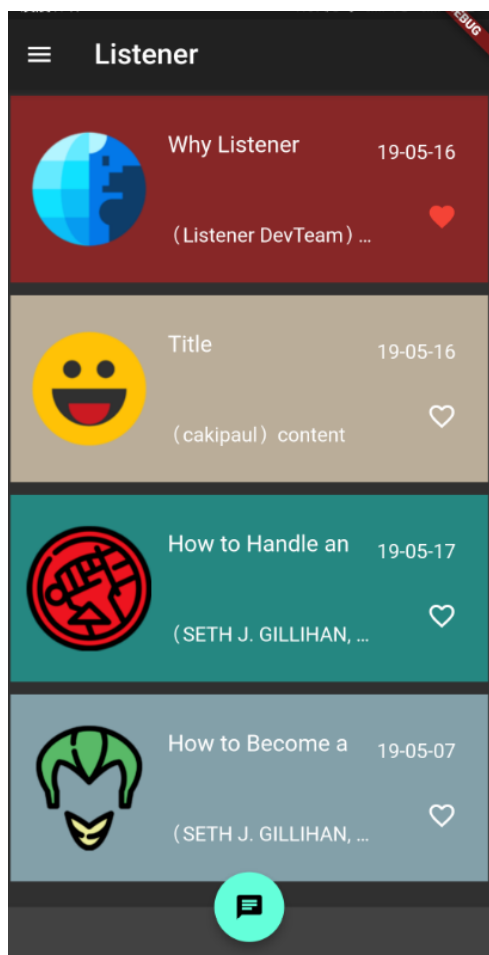 Listener
Why Listener
19-05-16
（Listener DevTeam）...
Title
19-05-16
（cakipaul）content
How to Handle an
19-05-17
（SETH J. GILLIHAN, ...
How to Become a
19-05-07
（SETH J. GILLIHAN, ...